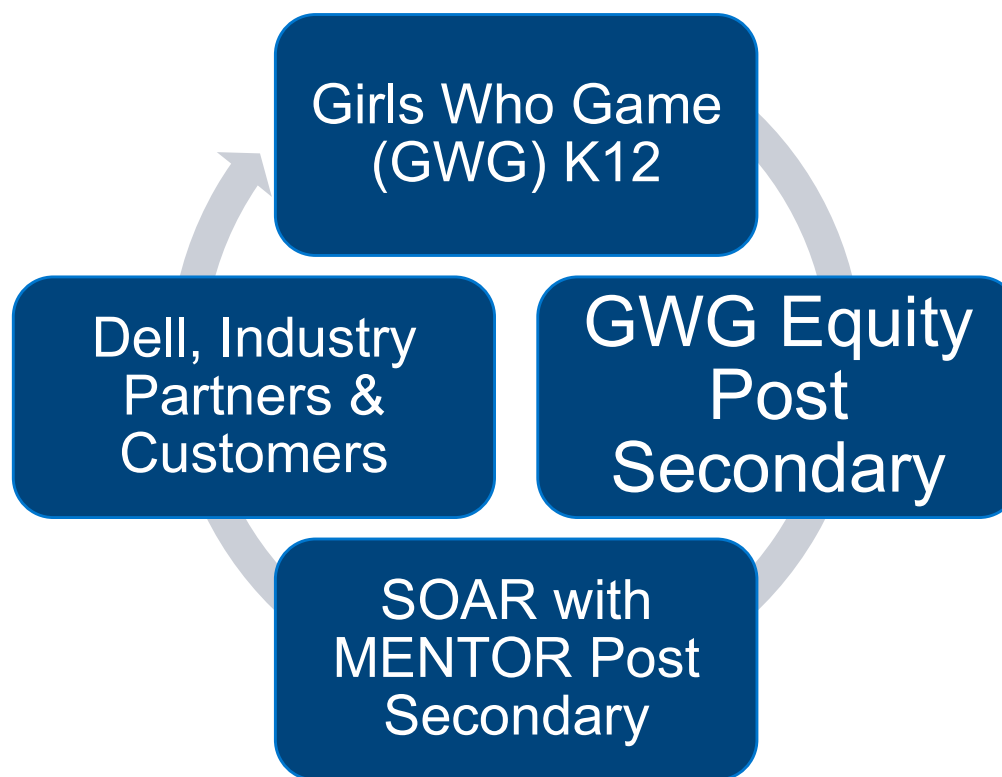 Girls Who Game
(GWG) K12
GWG Equity
Post
Secondary
SOAR with
MENTOR Post
Secondary
Dell, Industry
Partners &
Customers